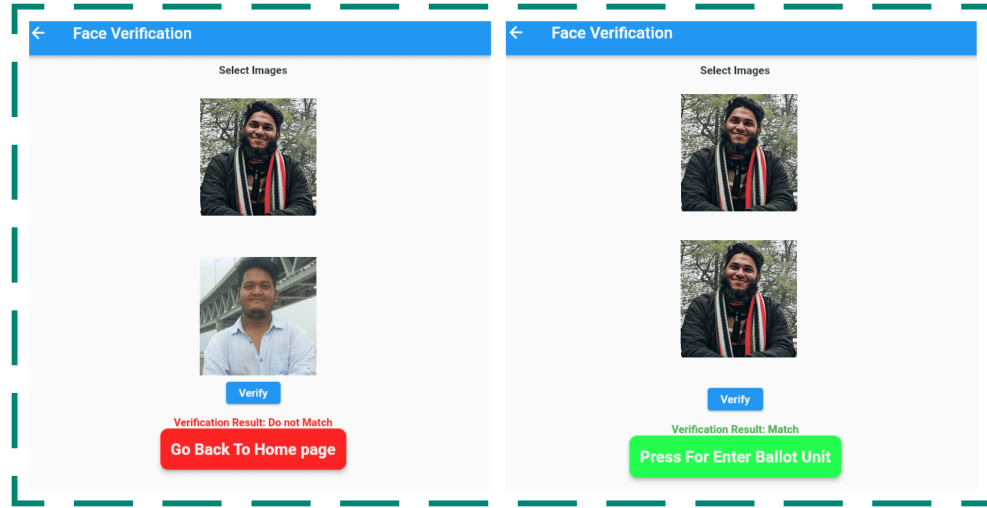 Face Verification
Select Images
Verify
Verification Result: Do not Match
Go Back To Home page
Face Verification
Select Images
Verify
Verification Result: Match
Press For Enter Ballot Unit